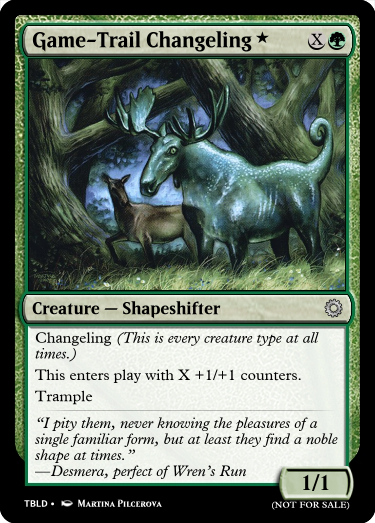 Game-Trail Changeling ★ X
Creature — Shapeshifter
Changeling (This is every creature type at all
times.)
This enters play with X +1/+1 counters.
Trample
“I pity them, never knowing the pleasures of a
single familiar form, but at least they find a noble
shape at times.”
—Desmera, perfect of Wren's Run
1/1
TBLD • Martina Pilcerova
(NOT FOR SALE)